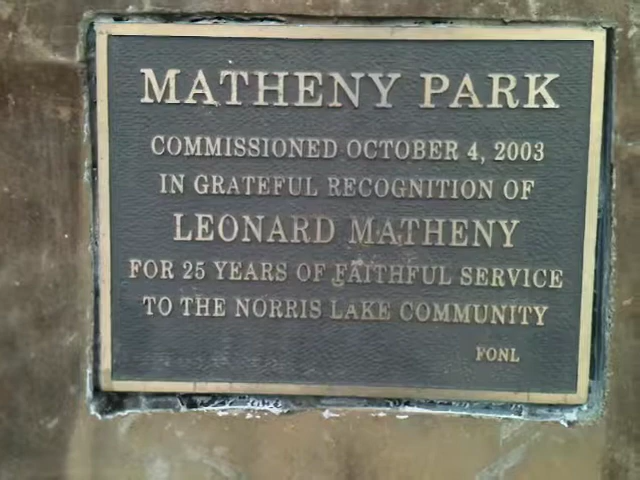 MATHENY PARK
COMMISSIONED OCTOBER 4, 2003
IN GRATEFUL RECOGNITION OF
LEONARD MATHENY
FOR 25 YEARS OF FAITHFUL SERVICE
TO THE NORRIS LAKE COMMUNITY
FONL